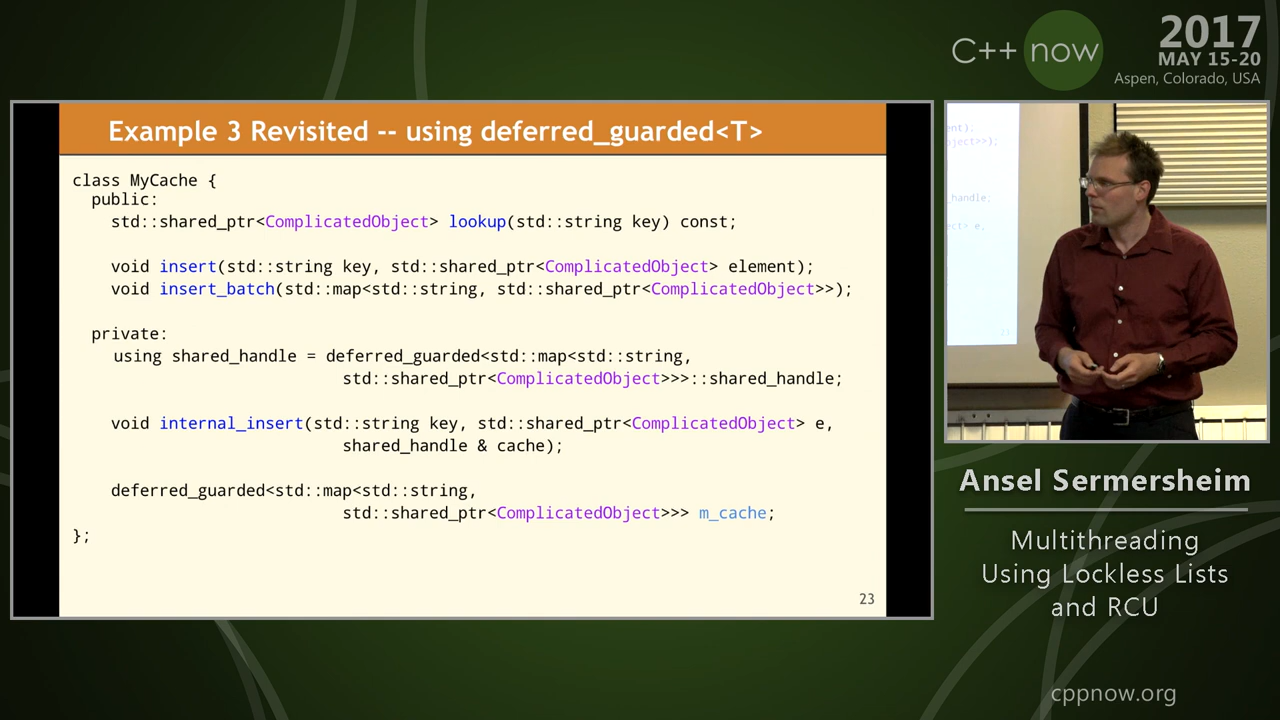 C++ now
2017
MAY 15-20
Aspen, Colorado, USA
Example 3 Revisited -- using deferred_guarded<T>
class MyCache {
public:
std::shared_ptr<ComplicatedObject> lookup(std::string key) const;
void insert(std::string key, std::shared_ptr<ComplicatedObject> element);
void insert_batch(std::map<std::string, std::shared_ptr<ComplicatedObject>>);
private:
using shared_handle = deferred_guarded<std::map<std::string,
std::shared_ptr<ComplicatedObject>>>::shared_handle;
void internal_insert(std::string key, std::shared_ptr<ComplicatedObject> e,
shared_handle & cache);
deferred_guarded<std::map<std::string,
std::shared_ptr<ComplicatedObject>>> m_cache;
};
23
ent);
ject>>);
_handle;
ct> e,
Ansel Sermersheim
Multithreading
Using Lockless Lists
and RCU
cppnow.org